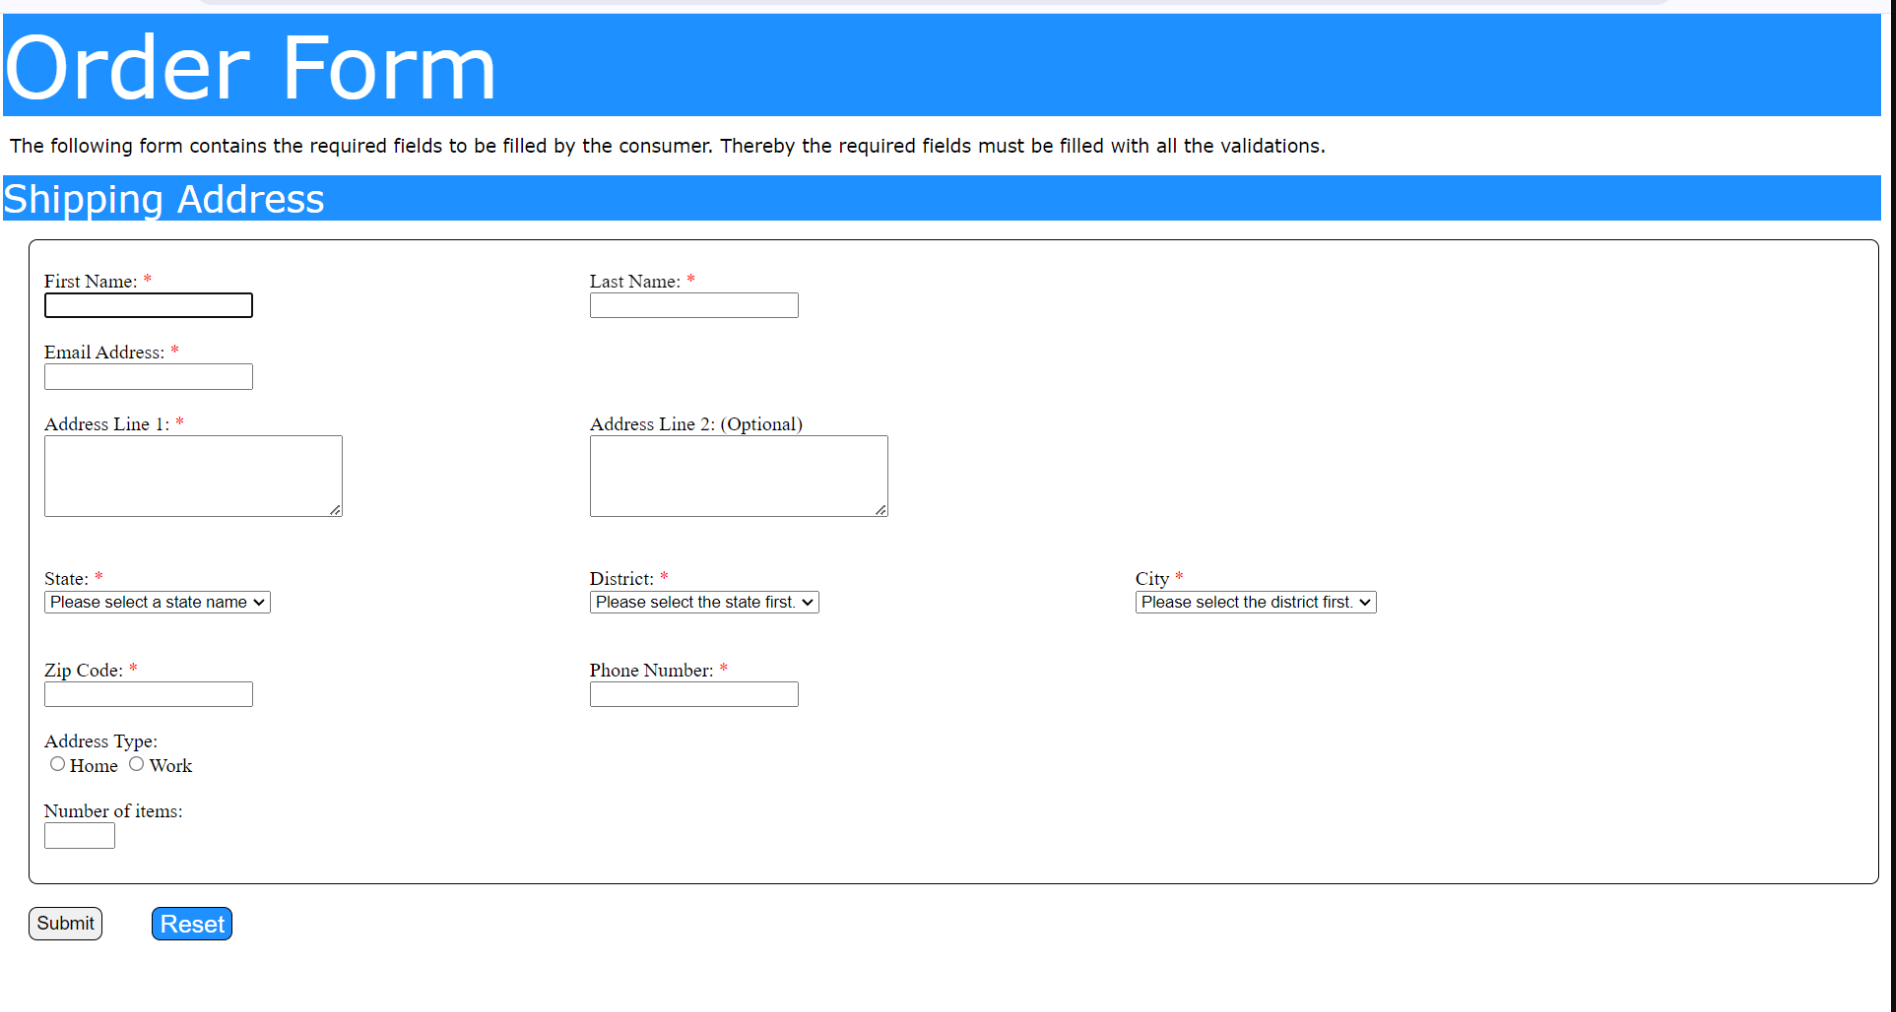 Order Form
The following form contains the required fields to be filled by the consumer. Thereby the required fields must be filled with all the validations.
Shipping Address
First Name: * Last Name: *
Email Address: *
Address Line 1: * Address Line 2: (Optional)
State: * District: * City *
Please select a state name Please select the state first. Please select the district first.
Zip Code: * Phone Number: *
Address Type:
Home Work
Number of items:
Submit Reset